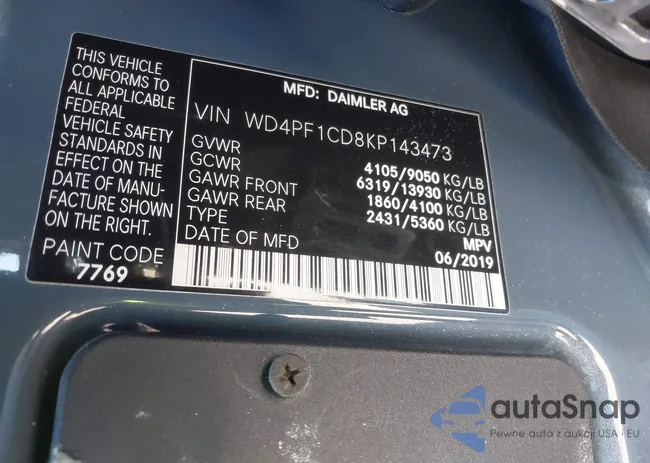 THIS VEHICLE
CONFORMS TO
ALL APPLICABLE
FEDERAL
VEHICLE SAFETY
STANDARDS IN
EFFECT ON THE
DATE OF MANU-
FACTURE SHOWN
ON THE RIGHT.
PAINT CODE
7769
MFD: DAIMLER AG
VIN WD4PF1CD8KP143473
GVWR 4105/9050 KG/LB
GCWR 6319/13930 KG/LB
GAWR FRONT 1860/4100 KG/LB
GAWR REAR 2431/5360 KG/LB
TYPE MPV
DATE OF MFD 06/2019
autoSnap
Pewne auta z aukcji USA i EU